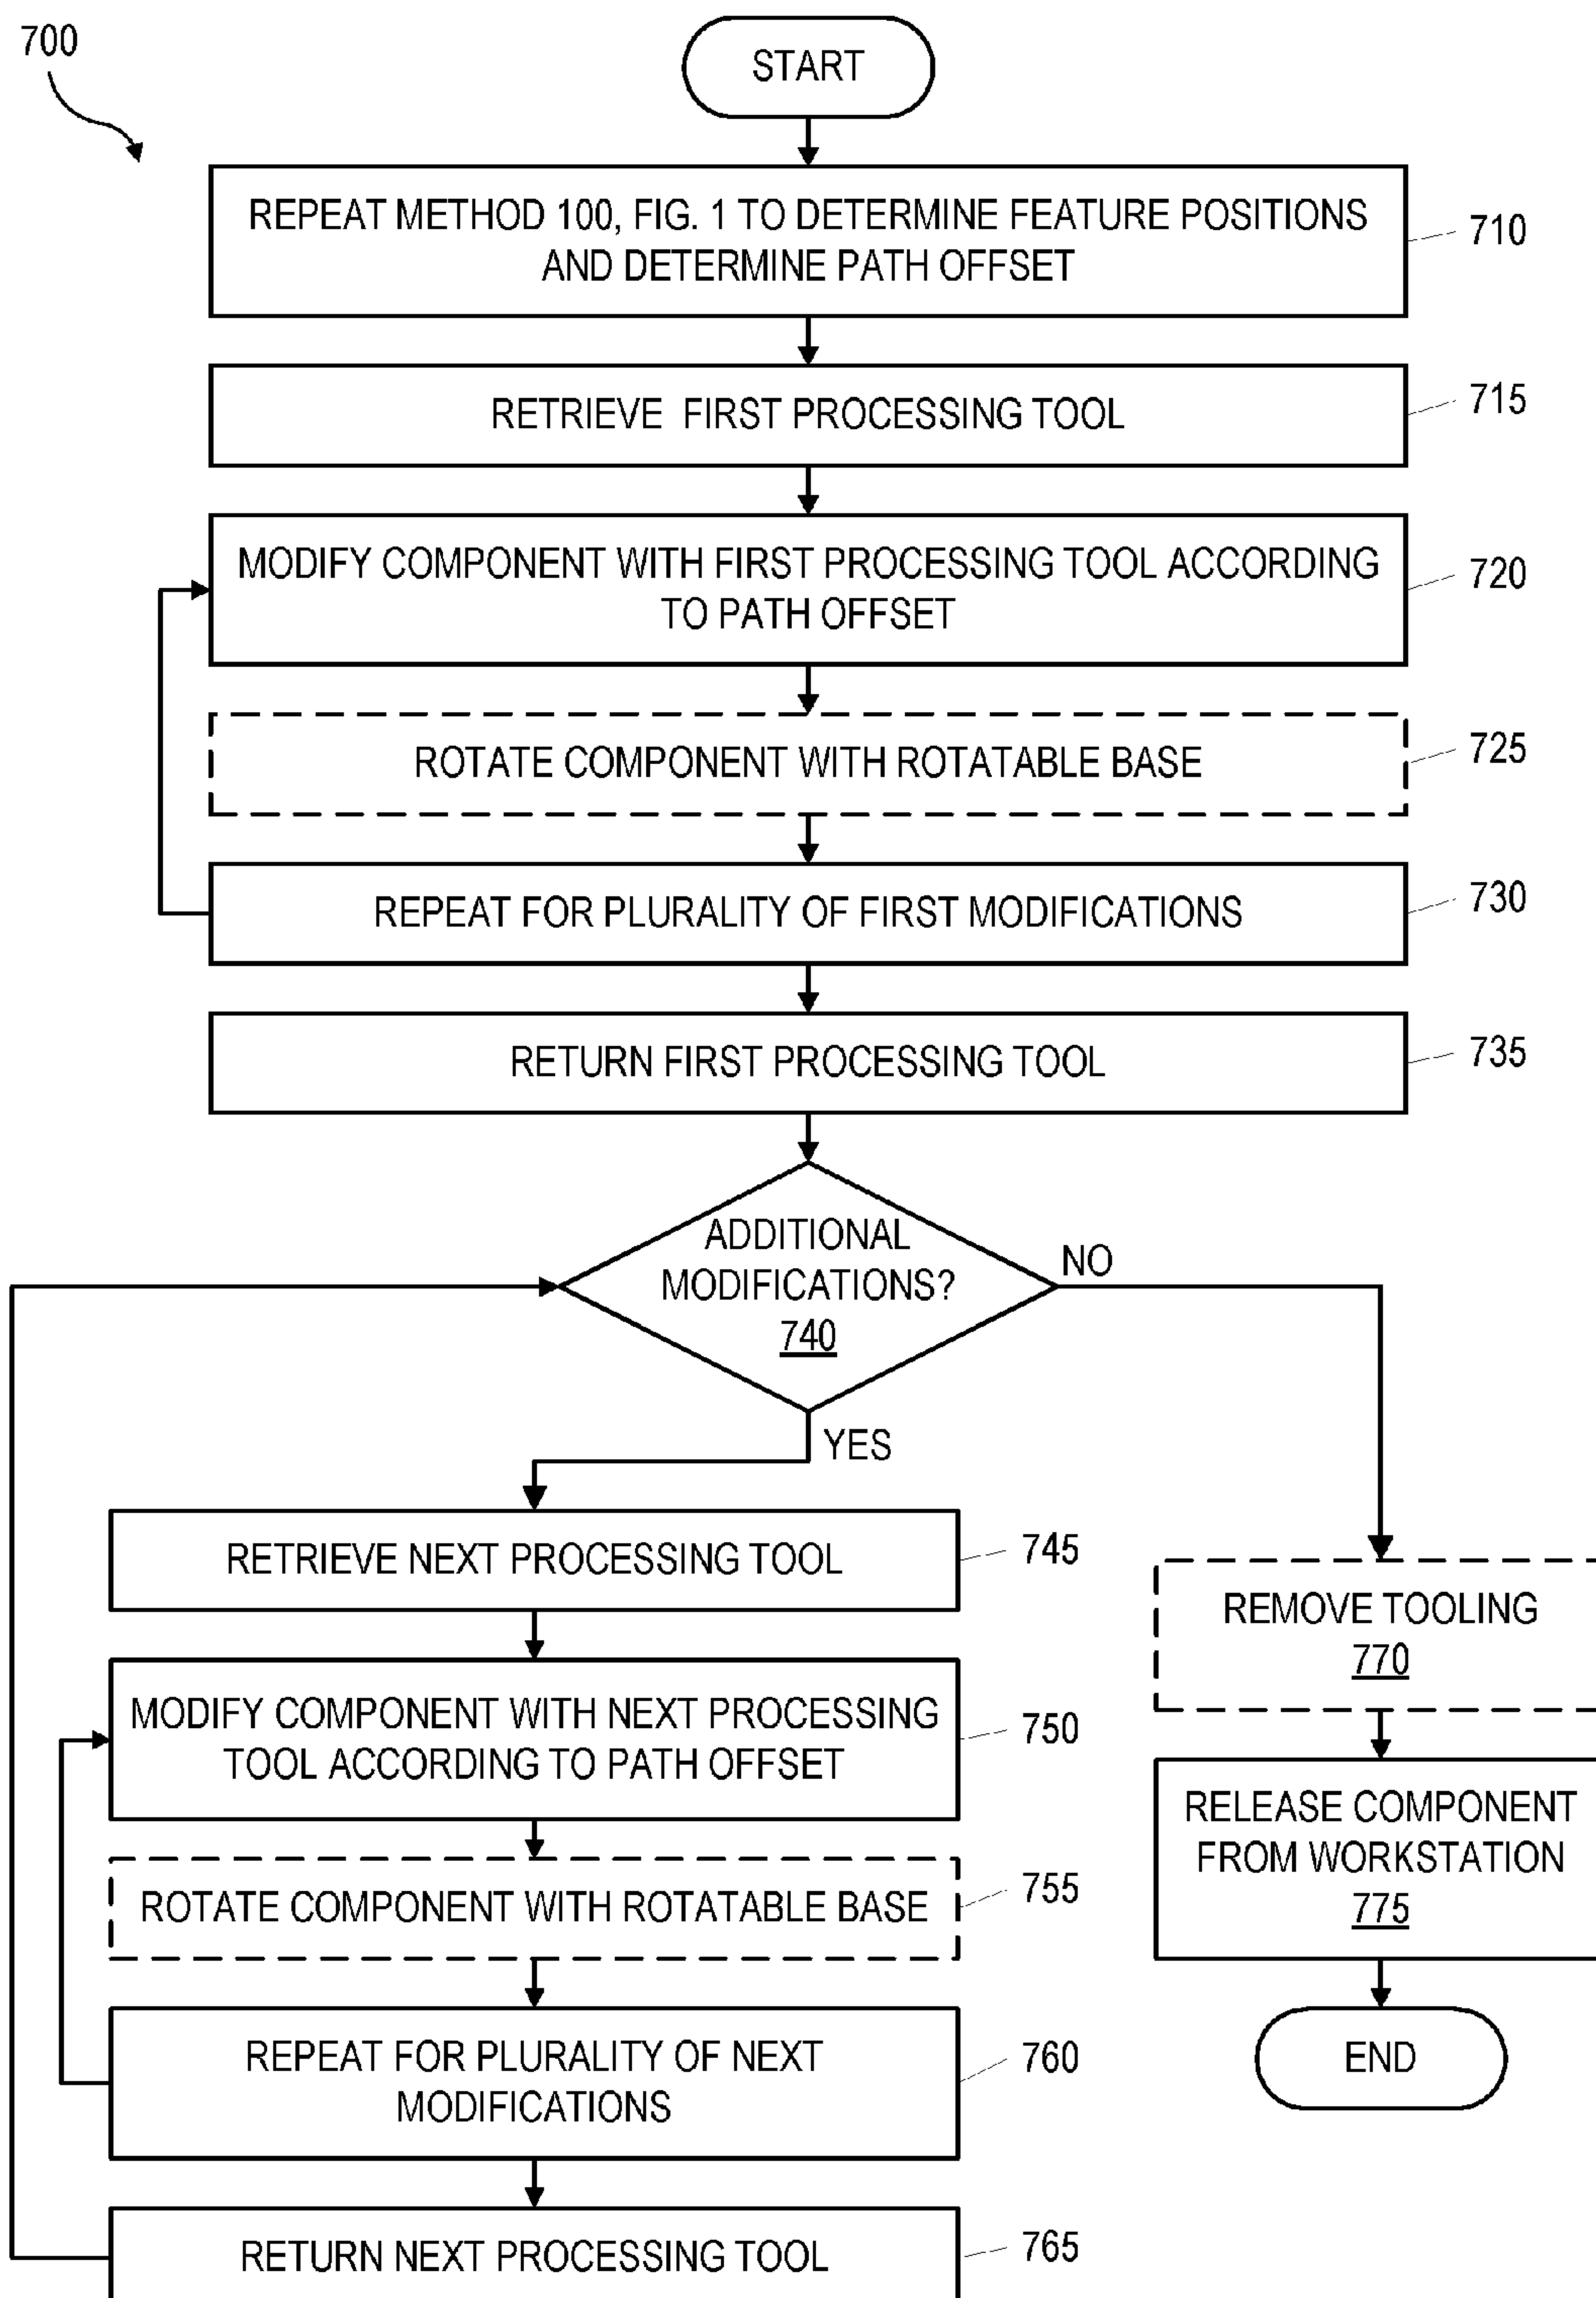 700
START
REPEAT METHOD 100, FIG. 1 TO DETERMINE FEATURE POSITIONS
AND DETERMINE PATH OFFSET
710
RETRIEVE FIRST PROCESSING TOOL
715
MODIFY COMPONENT WITH FIRST PROCESSING TOOL ACCORDING
TO PATH OFFSET
720
ROTATE COMPONENT WITH ROTATABLE BASE
725
REPEAT FOR PLURALITY OF FIRST MODIFICATIONS
730
RETURN FIRST PROCESSING TOOL
735
ADDITIONAL
MODIFICATIONS?
740
NO
YES
RETRIEVE NEXT PROCESSING TOOL
745
MODIFY COMPONENT WITH NEXT PROCESSING
TOOL ACCORDING TO PATH OFFSET
750
ROTATE COMPONENT WITH ROTATABLE BASE
755
REPEAT FOR PLURALITY OF NEXT
MODIFICATIONS
760
RETURN NEXT PROCESSING TOOL
765
REMOVE TOOLING
770
RELEASE COMPONENT
FROM WORKSTATION
775
END